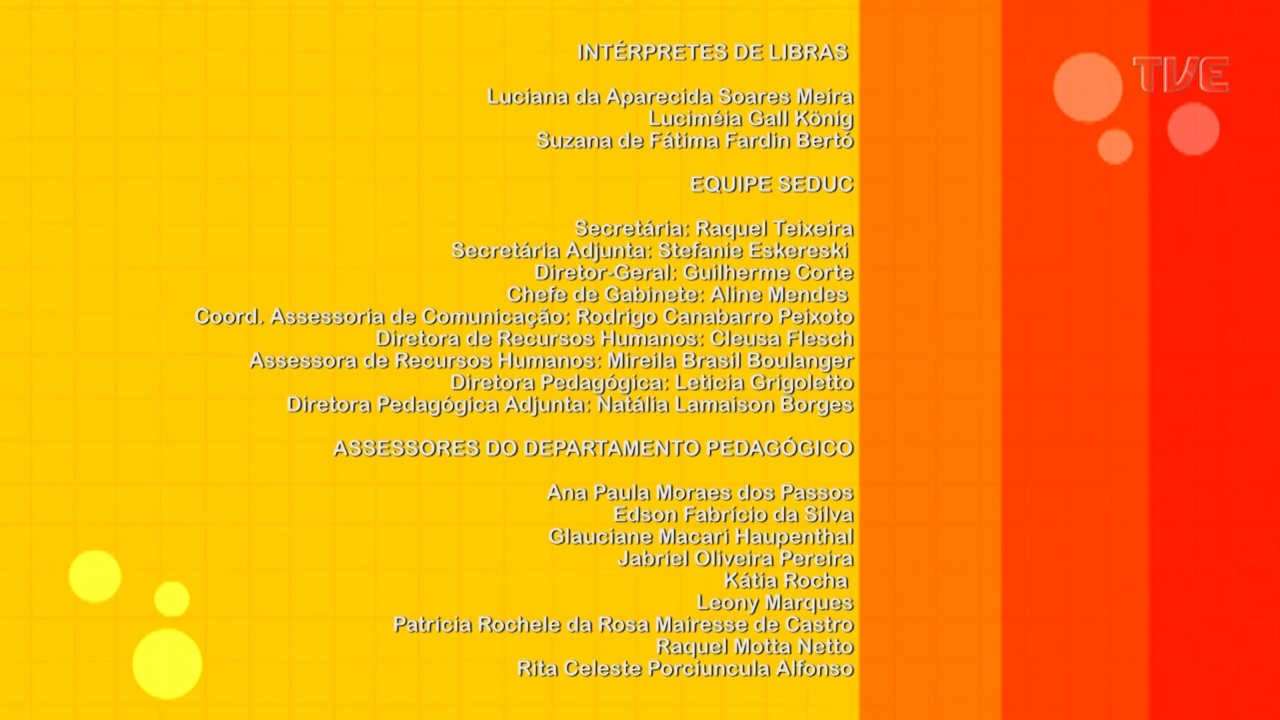 INTÉRPRETES DE LIBRAS
TVE
Luciana da Aparecida Soares Meira
Luciméia Gall König
Suzana de Fátima Fardin Bertó
EQUIPE SEDUC
Secretária: Raquel Teixeira
Secretária Adjunta: Stefanie Eskereski
Diretor-Geral: Guilherme Corte
Chefe de Gabinete: Aline Mendes
Coord. Assessoria de Comunicação: Rodrigo Canabarro Peixoto
Diretora de Recursos Humanos: Cleusa Flesch
Assessora de Recursos Humanos: Mireila Brasil Boulanger
Diretora Pedagógica: Leticia Grigoletto
Diretora Pedagógica Adjunta: Natália Lamaison Borges
ASSESSORES DO DEPARTAMENTO PEDAGÓGICO
Ana Paula Moraes dos Passos
Edson Fabrício da Silva
Glauciane Macari Haupenthal
Jabriel Oliveira Pereira
Kátia Rocha
Leony Marques
Patricia Rochele da Rosa Mairesse de Castro
Raquel Motta Netto
Rita Celeste Porciuncula Alfonso